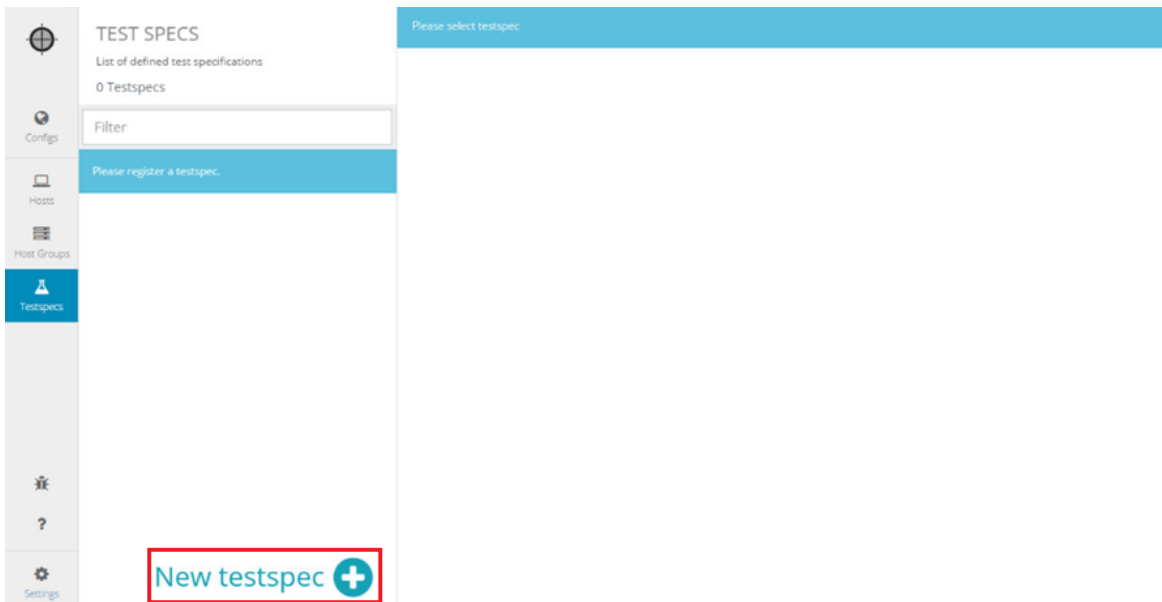 Configs
Hosts
Host Groups
Testspecs
?
Settings
TEST SPECS
List of defined test specifications
0 Testspecs
Filter
Please register a testspec.
New testspec
Please select testspec